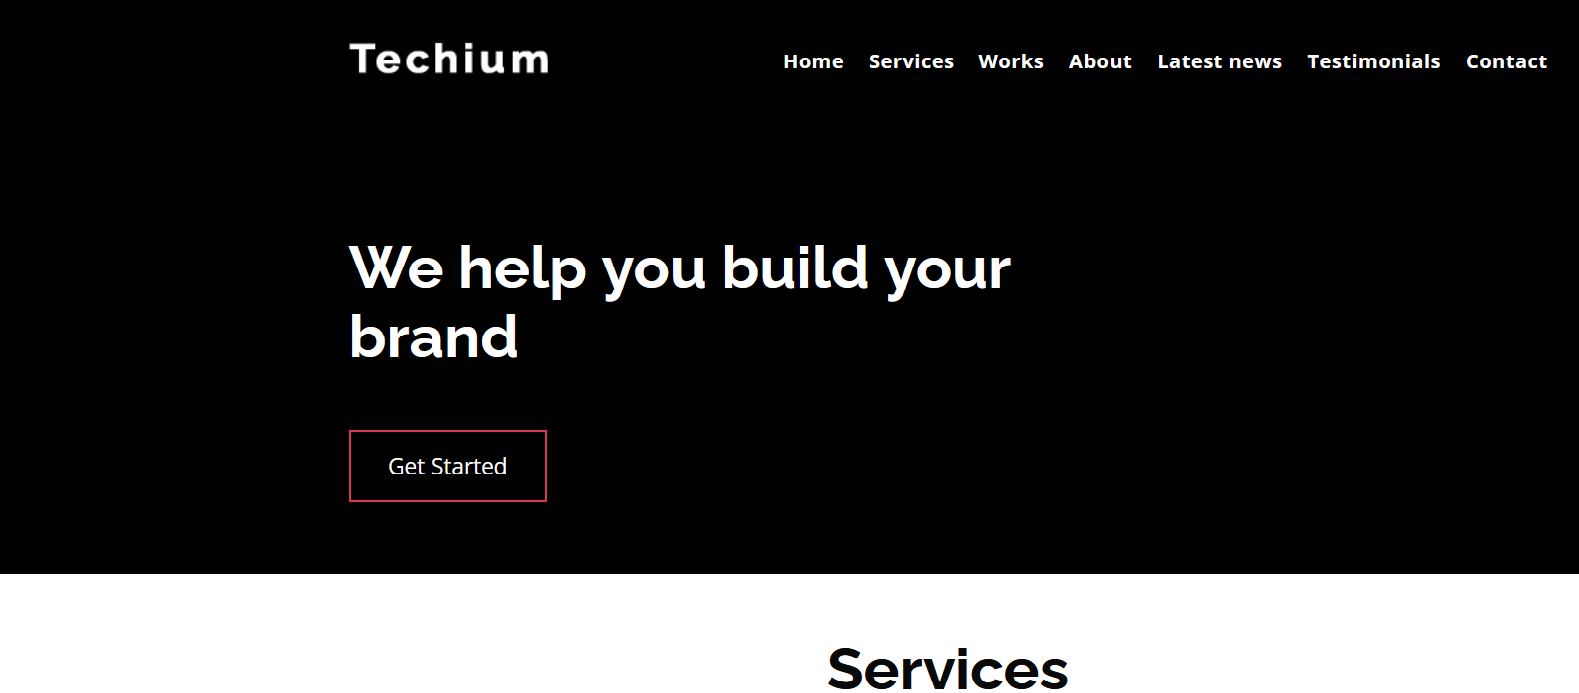 Techium
Home Services Works About Latest news Testimonials Contact
We help you build your
brand
Get Started
Services